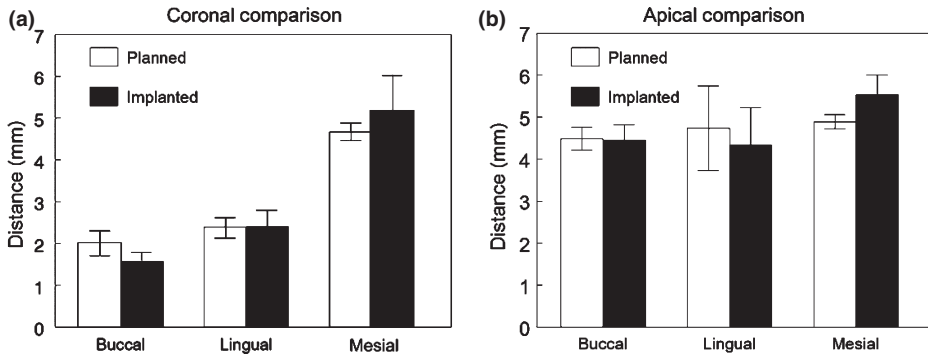 (a)
Coronal comparison
7
6
5
4
3
2
1
0
Distance (mm)
Planned
Implanted
Buccal Lingual Mesial
(b)
Apical comparison
7
6
5
4
3
2
1
0
Distance (mm)
Planned
Implanted
Buccal Lingual Mesial